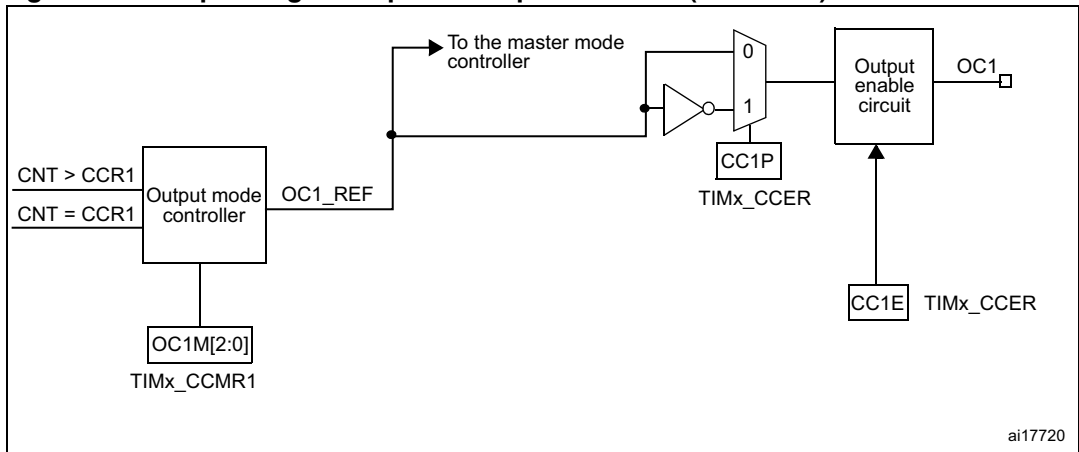 To the master mode
controller
0
1
Output
enable
circuit
OC1
CNT > CCR1
CNT = CCR1
Output mode
controller
OC1_REF
CC1P
TIMx_CCER
CC1E
TIMx_CCER
OC1M[2:0]
TIMx_CCMR1
ai17720